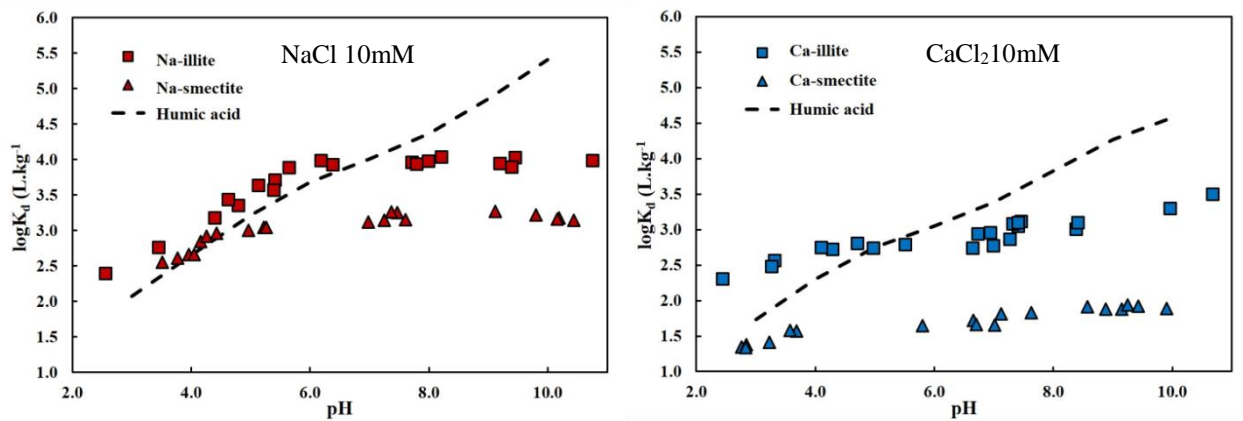 6.0
5.5
5.0
4.5
4.0
3.5
3.0
2.5
2.0
1.5
1.0
logKd (L.kg-1
NaCl 10mM
Na-illite
Na-smectite
Humic acid
2.0 4.0 6.0 8.0 10.0
pH
6.0
5.5
5.0
4.5
4.0
3.5
3.0
2.5
2.0
1.5
1.0
logKd (L.kg-1
CaCl₂10mM
Ca-illite
Ca-smectite
Humic acid
2.0 4.0 6.0 8.0 10.0
pH